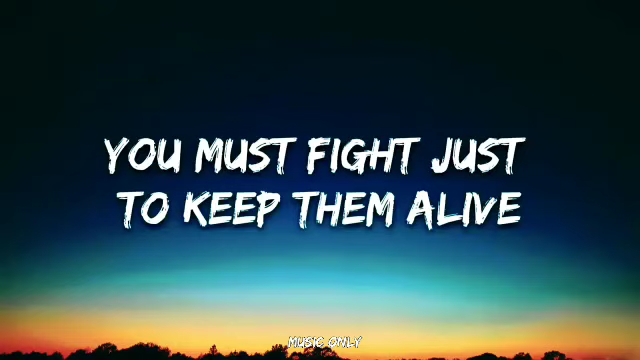 YOU MUST FIGHT JUST
TO KEEP THEM ALIVE
MUSIC ONLY